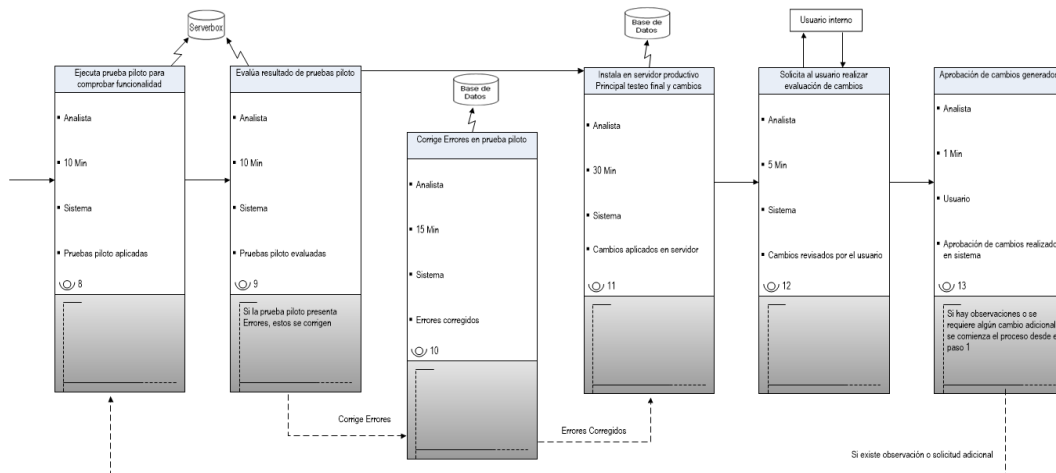 Serverbox
Ejecuta prueba piloto para
comprobar funcionalidad
Analista
10 Min
Sistema
Pruebas piloto aplicadas
8
Evalúa resultado de pruebas piloto
Analista
10 Min
Sistema
Pruebas piloto evaluadas
9
Si la prueba piloto presenta
Errores, estos se corrigen
Corrige Errores
Base de
Datos
Corrige Errores en prueba piloto
Analista
15 Min
Sistema
Errores corregidos
10
Errores Corregidos
Base de
Datos
Instala en servidor productivo
Principal testeo final y cambios
Analista
30 Min
Sistema
Cambios aplicados en servidor
11
Usuario interno
Solicita al usuario realizar
evaluación de cambios
Analista
5 Min
Sistema
Cambios revisados por el usuario
12
Aprobación de cambios generados
Analista
1 Min
Usuario
Aprobación de cambios realizado
en sistema
13
Si hay observaciones o se
requiere algún cambio adicional
se comienza el proceso desde e
paso 1
Si existe observación o solicitud adicional